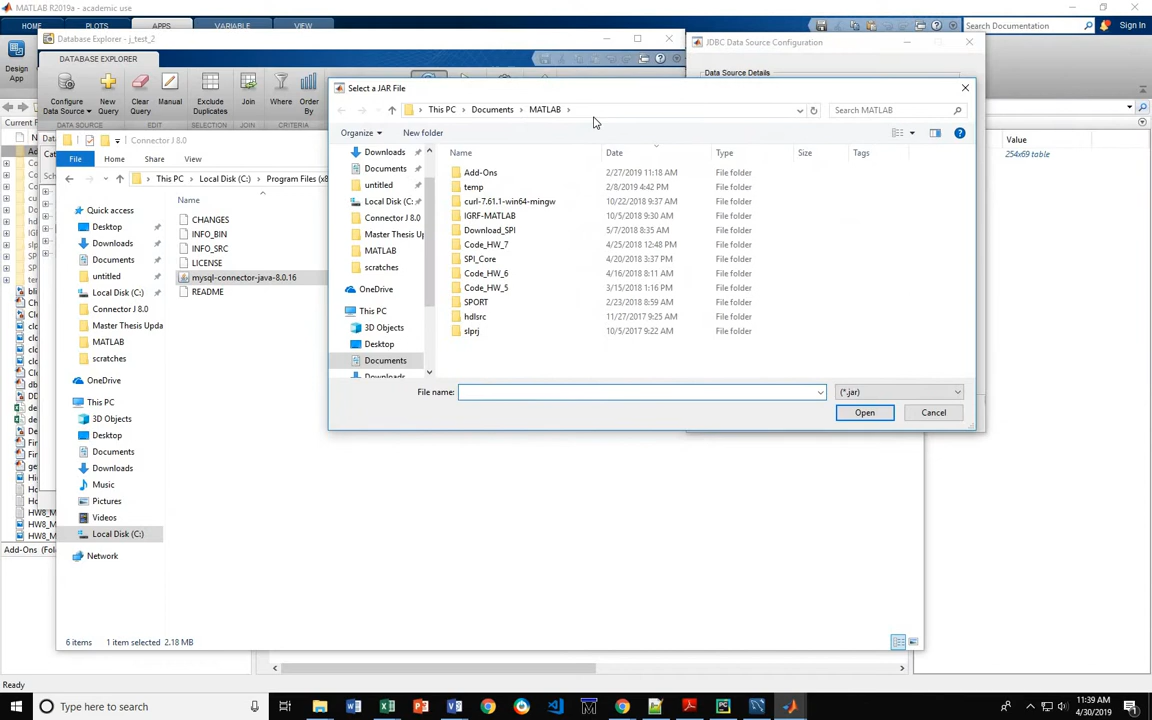 MATLAB R2019a - academic use
HOME
PLOTS
APPS
VARIABLE
VIEW
Search Documentation
Sign In
Design
App
Database Explorer - j_test_2
DATABASE EXPLORER
Configure
Data Source
New
Query
Clear
Query
Manual
Exclude
Duplicates
Join
Where
Order
By
DATA SOURCE
QUERY
SELECTION
JOIN
CRITERIA
JDBC Data Source Configuration
Data Source Details
Value
254x69 table
Connector J 8.0
File
Home
Share
View
This PC
Local Disk (C:)
Program Files (x8
Quick access
Desktop
Downloads
Documents
untitled
Local Disk (C:)
Connector J 8.0
Master Thesis Upda
MATLAB
scratches
OneDrive
This PC
3D Objects
Desktop
Documents
Downloads
Music
Pictures
Videos
Local Disk (C:)
Network
Name
CHANGES
INFO_BIN
INFO_SRC
LICENSE
mysql-connector-java-8.0.16
README
6 items
1 item selected 2.18 MB
Select a JAR File
This PC
Documents
MATLAB
Search MATLAB
Organize
New folder
Downloads
Documents
untitled
Local Disk (C:
Connector J 8.0
Master Thesis Up
MATLAB
scratches
OneDrive
This PC
3D Objects
Desktop
Documents
Downloads
Name Date Type Size Tags
Add-Ons 2/27/2019 11:18 AM File folder
temp 2/8/2019 4:42 PM File folder
curl-7.61.1-win64-mingw 10/22/2018 9:37 AM File folder
IGRF-MATLAB 10/5/2018 9:30 AM File folder
Download_SPI 5/7/2018 8:35 AM File folder
Code_HW_7 4/25/2018 12:48 PM File folder
SPI_Core 4/20/2018 3:37 PM File folder
Code_HW_6 4/16/2018 8:11 AM File folder
Code_HW_5 3/15/2018 1:16 PM File folder
SPORT 2/23/2018 8:59 AM File folder
hdlsrc 11/27/2017 9:25 AM File folder
slprj 10/5/2017 9:22 AM File folder
File name:
(*.jar)
Open
Cancel
Current F
Add-Ons (Fol
HW8_M
HW8_M
HW8_M
Ready
Type here to search
11:39 AM
4/30/2019
1